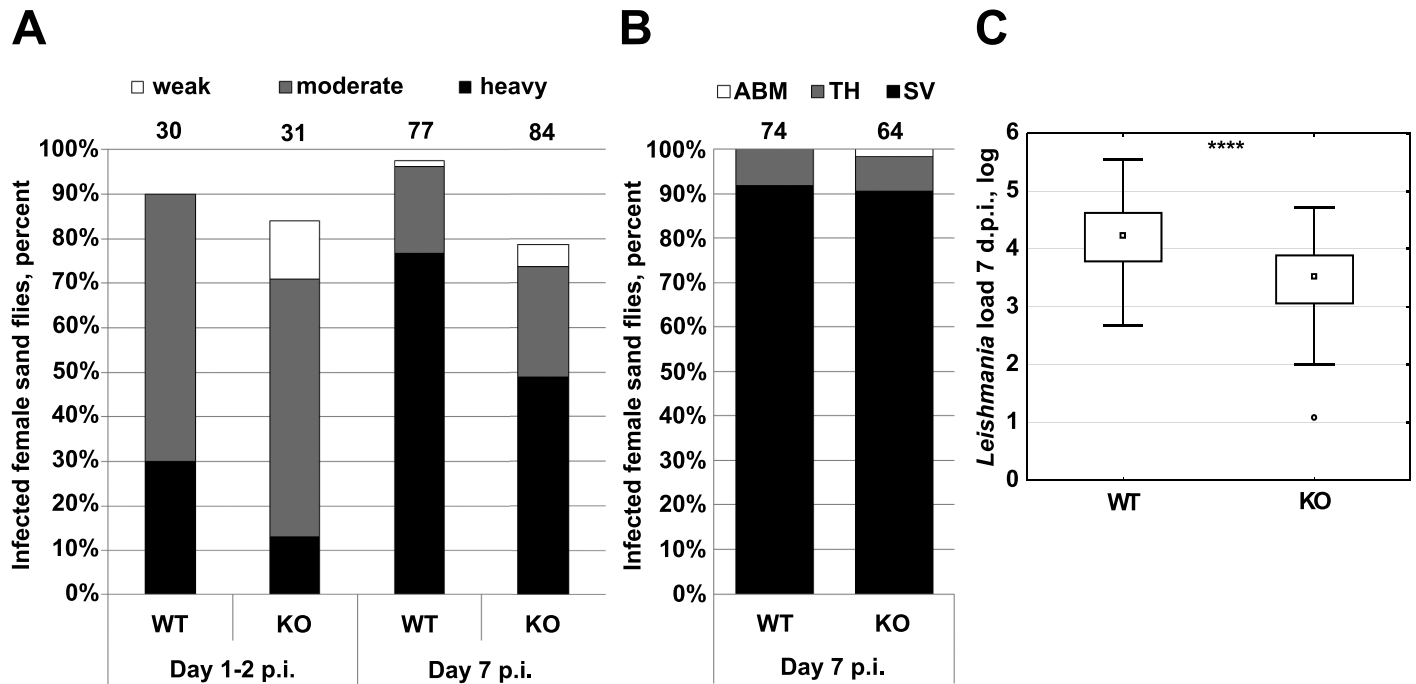 A
weak moderate heavy
30 31 77 84
Infected female sand flies, percent
100%
90%
80%
70%
60%
50%
40%
30%
20%
10%
0%
WT KO WT KO
Day 1-2 p.i. Day 7 p.i.
B
ABM TH SV
74 64
Infected female sand flies, percent
100%
90%
80%
70%
60%
50%
40%
30%
20%
10%
0%
WT KO
Day 7 p.i.
C
Leishmania load 7 d.p.i., log
6
5
4
3
2
1
0
****
WT KO